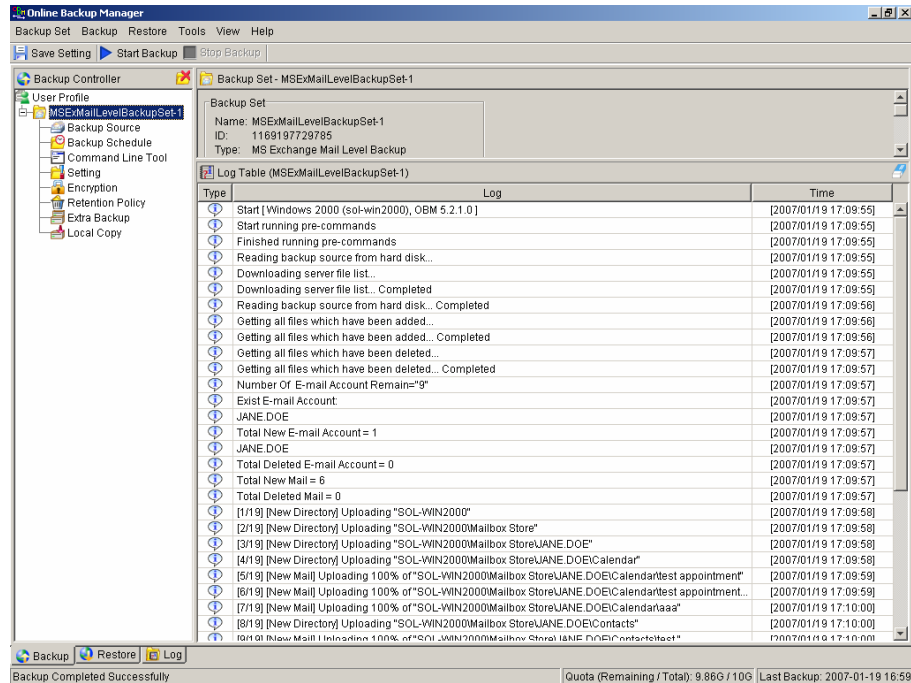 Online Backup Manager
Backup Set Backup Restore Tools View Help
Save Setting Start Backup Stop Backup
Backup Controller
User Profile
MSExMailLevelBackupSet-1
Backup Source
Backup Schedule
Command Line Tool
Setting
Encryption
Retention Policy
Extra Backup
Local Copy
Backup Set - MSExMailLevelBackupSet-1
Backup Set
Name: MSExMailLevelBackupSet-1
ID: 1169197729785
Type: MS Exchange Mail Level Backup
Log Table (MSExMailLevelBackupSet-1)
Type Log Time
Start [ Windows 2000 (sol-win2000), OBM 5.2.1.0 ] [2007/01/19 17:09:55]
Start running pre-commands [2007/01/19 17:09:55]
Finished running pre-commands [2007/01/19 17:09:55]
Reading backup source from hard disk... [2007/01/19 17:09:55]
Downloading server file list... [2007/01/19 17:09:55]
Downloading server file list... Completed [2007/01/19 17:09:56]
Reading backup source from hard disk... Completed [2007/01/19 17:09:56]
Getting all files which have been added... [2007/01/19 17:09:56]
Getting all files which have been added... Completed [2007/01/19 17:09:56]
Getting all files which have been deleted... [2007/01/19 17:09:57]
Getting all files which have been deleted... Completed [2007/01/19 17:09:57]
Number Of E-mail Account Remain="9" [2007/01/19 17:09:57]
Exist E-mail Account: [2007/01/19 17:09:57]
JANE.DOE [2007/01/19 17:09:57]
Total New E-mail Account = 1 [2007/01/19 17:09:57]
JANE.DOE [2007/01/19 17:09:57]
Total Deleted E-mail Account = 0 [2007/01/19 17:09:57]
Total New Mail = 6 [2007/01/19 17:09:57]
Total Deleted Mail = 0 [2007/01/19 17:09:57]
[1/19] [New Directory] Uploading "SOL-WIN2000" [2007/01/19 17:09:58]
[2/19] [New Directory] Uploading "SOL-WIN2000\Mailbox Store" [2007/01/19 17:09:58]
[3/19] [New Directory] Uploading "SOL-WIN2000\Mailbox Store\JANE.DOE" [2007/01/19 17:09:58]
[4/19] [New Directory] Uploading "SOL-WIN2000\Mailbox Store\JANE.DOE\Calendar" [2007/01/19 17:09:58]
[5/19] [New Mail] Uploading 100% of "SOL-WIN2000\Mailbox Store\JANE.DOE\Calendar\test appointment" [2007/01/19 17:09:59]
[6/19] [New Mail] Uploading 100% of "SOL-WIN2000\Mailbox Store\JANE.DOE\Calendar\test appointment... [2007/01/19 17:09:59]
[7/19] [New Mail] Uploading 100% of "SOL-WIN2000\Mailbox Store\JANE.DOE\Calendar\aaa" [2007/01/19 17:10:00]
[8/19] [New Directory] Uploading "SOL-WIN2000\Mailbox Store\JANE.DOE\Contacts" [2007/01/19 17:10:00]
[9/19] [New Mail] Uploading 100% of "SOL-WIN2000\Mailbox Store\JANE.DOE\Contacts\test" [2007/01/19 17:10:00]
Backup Restore Log
Backup Completed Successfully Quota (Remaining / Total): 9.86G / 10G Last Backup: 2007-01-19 16:59